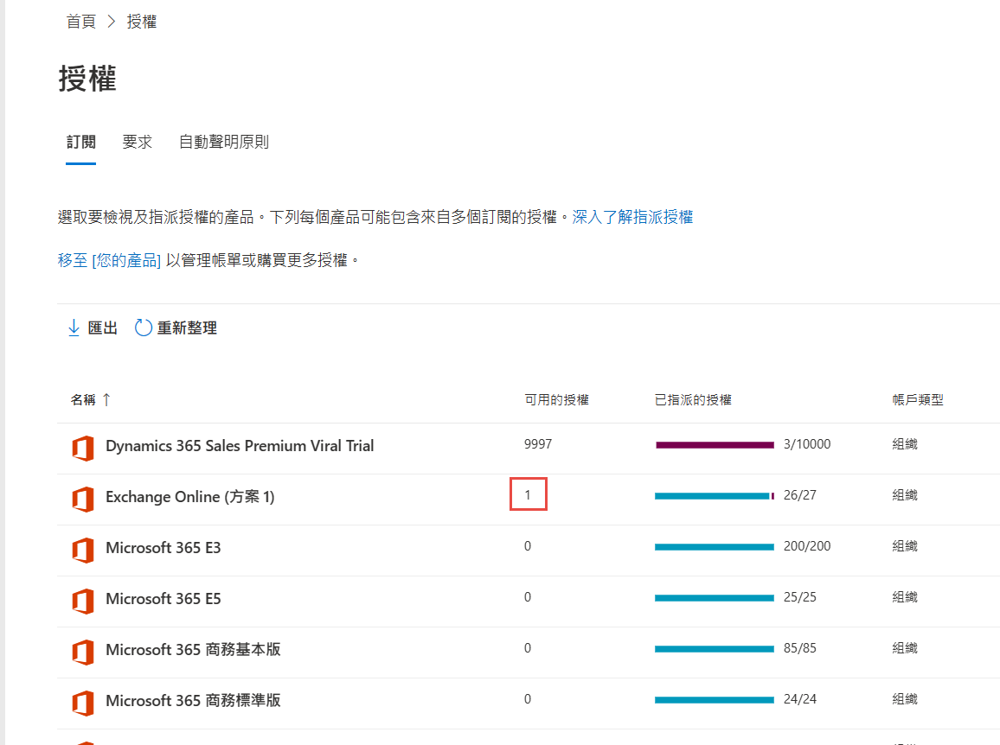 首頁 > 授權
授權
訂閱 要求 自動聲明原則
選取要檢視及指派授權的產品。下列每個產品可能包含來自多個訂閱的授權。深入了解指派授權
移至 [您的產品] 以管理帳單或購買更多授權。
匯出 重新整理
名稱 ↑ 可用的授權 已指派的授權 帳戶類型
Dynamics 365 Sales Premium Viral Trial 9997 3/10000 組織
Exchange Online (方案 1) 1 26/27 組織
Microsoft 365 E3 0 200/200 組織
Microsoft 365 E5 0 25/25 組織
Microsoft 365 商務基本版 0 85/85 組織
Microsoft 365 商務標準版 0 24/24 組織